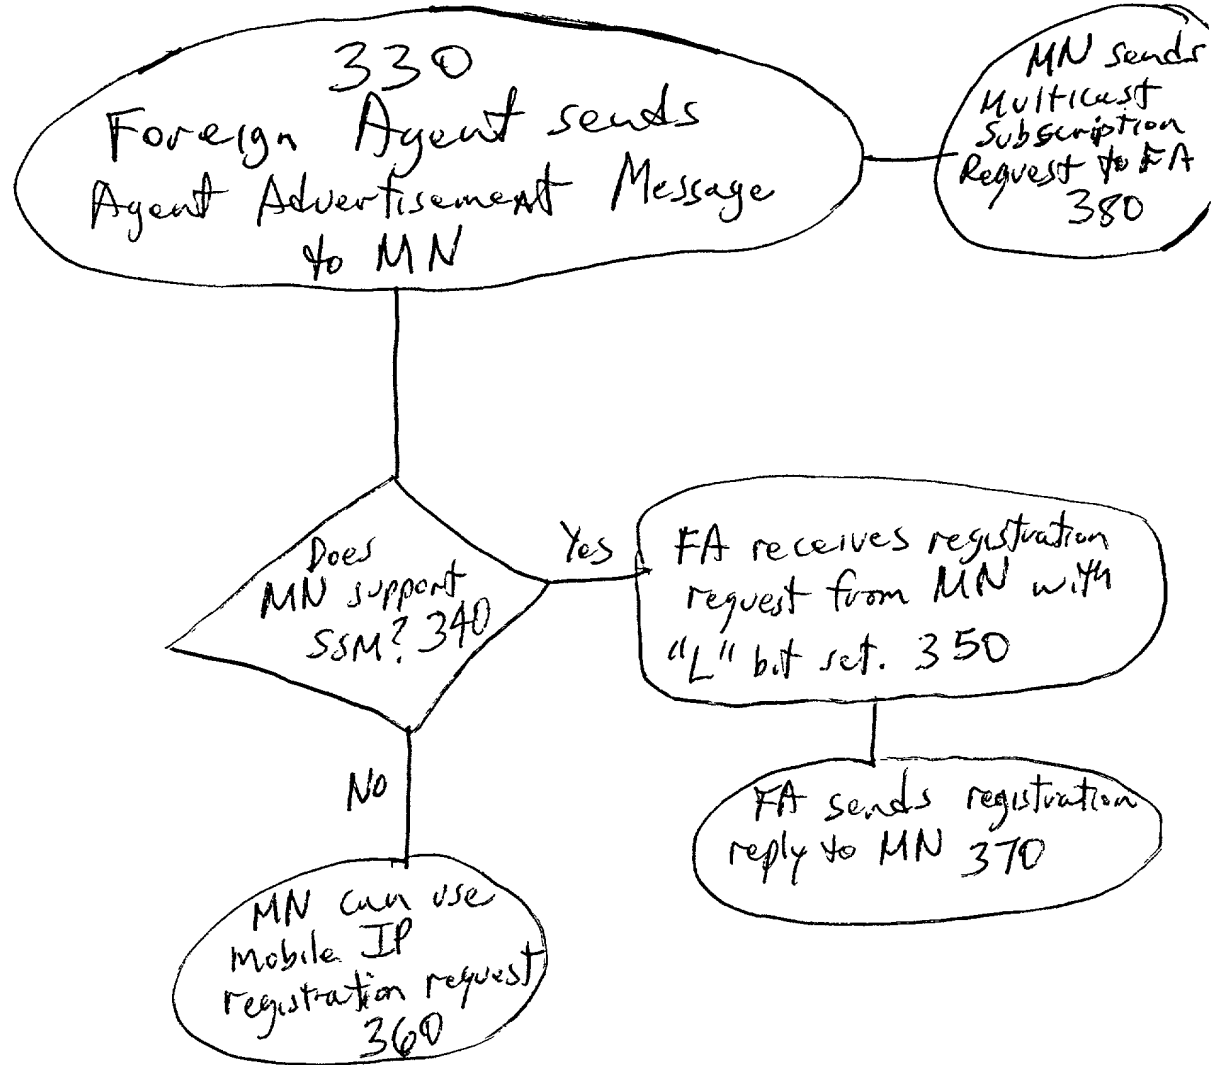 330
Foreign Agent sends
Agent Advertisement Message
to MN
MN sends
Multicast
Subscription
Request to FA
380
Does
MN support
SSM? 340
Yes
FA receives registration
request from MN with
"L" bit set. 350
No
FA sends registration
reply to MN 370
MN can use
Mobile IP
registration request
360